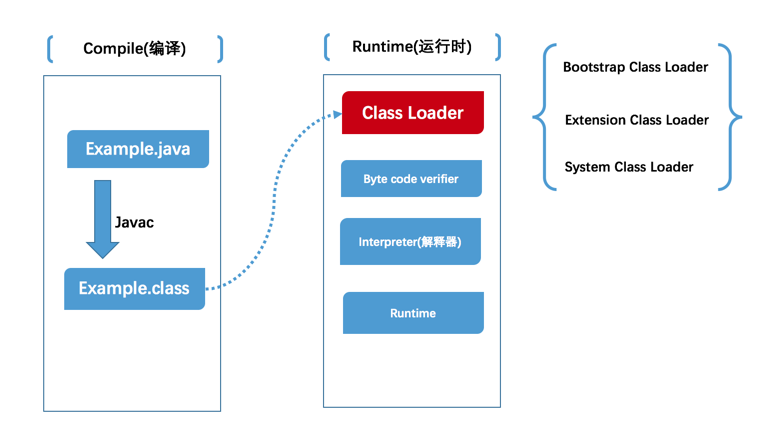 Compile(编译)
Example.java
Javac
Example.class
Runtime(运行时)
Class Loader
Byte code verifier
Interpreter(解释器)
Runtime
Bootstrap Class Loader
Extension Class Loader
System Class Loader